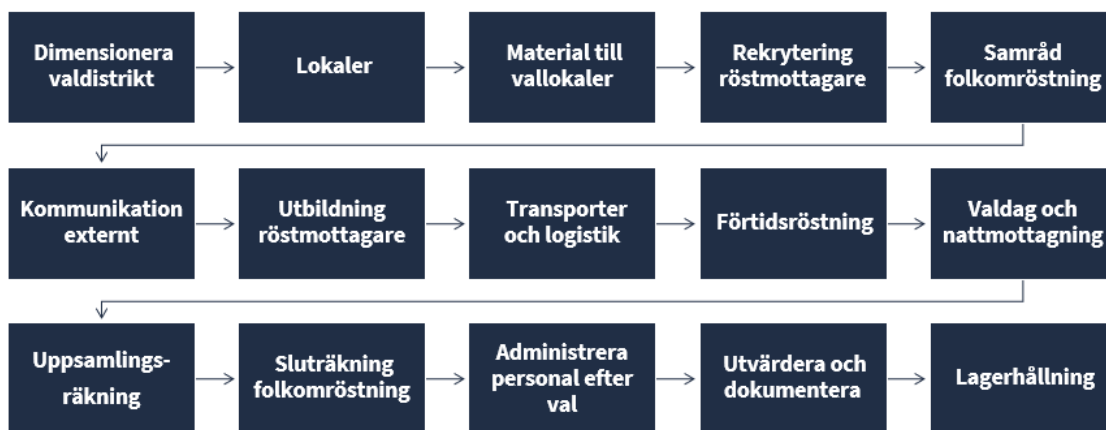 Dimensionera
valdistrikt
Lokaler
Material till
vallokaler
Rekrytering
röstmottagare
Samråd
folkomröstning
Kommunikation
externt
Utbildning
röstmottagare
Transporter
och logistik
Förtidsröstning
Valdag och
nattmottagning
Uppsamlings-
räkning
Sluträkning
folkomröstning
Administrera
personal efter
val
Utvärdera och
dokumentera
Lagerhållning